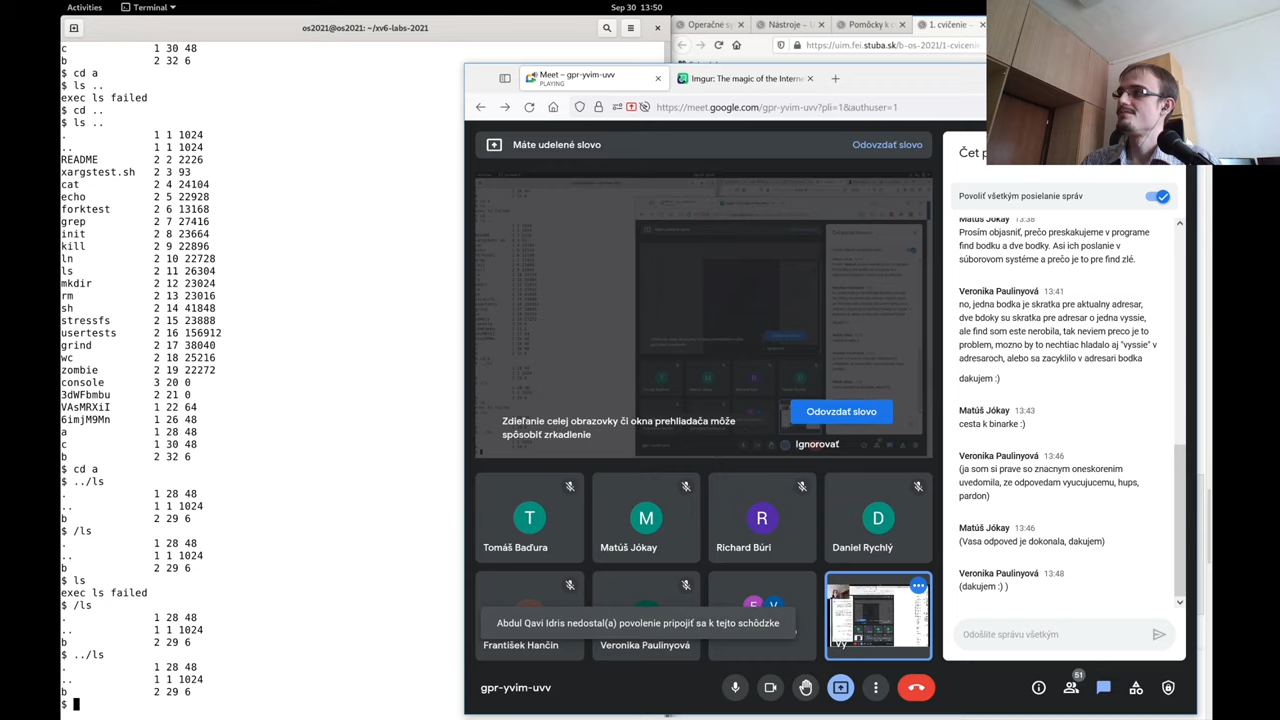 Activities
Terminal
Sep 30 13:50
os2021@os2021: ~/xv6-labs-2021
c 1 30 48
b 2 32 6
$ cd a
$ ls ..
exec ls failed
$ cd ..
$ ls ..
. 1 1 1024
.. 1 1 1024
README 2 2 2226
xargstest.sh 2 3 93
cat 2 4 24104
echo 2 5 22928
forktest 2 6 13168
grep 2 7 27416
init 2 8 23664
kill 2 9 22896
ln 2 10 22728
ls 2 11 26304
mkdir 2 12 23024
rm 2 13 23016
sh 2 14 41848
stressfs 2 15 23888
usertests 2 16 156912
grind 2 17 38040
wc 2 18 25216
zombie 2 19 22272
console 3 20 0
3dWFbmbu 2 21 0
VAsMRXiI 1 22 64
6imjM9Mn 1 26 48
a 1 28 48
c 1 30 48
b 2 32 6
$ cd a
$ ../ls
. 1 28 48
.. 1 1 1024
b 2 29 6
$ /ls
. 1 28 48
.. 1 1 1024
b 2 29 6
$ ls
exec ls failed
$ /ls
. 1 28 48
.. 1 1 1024
b 2 29 6
$ ../ls
. 1 28 48
.. 1 1 1024
b 2 29 6
$
Operačné sy
Nástroje – U
Pomôcky k c
1. cvičenie –
https://uim.fei.stuba.sk/b-os-2021/1-cvicenie
Meet – gpr-yvim-uvv
PLAYING
Imgur: The magic of the Interne
https://meet.google.com/gpr-yvim-uvv?pli=1&authuser=1
Máte udelené slovo
Odovzdať slovo
Zdieľanie celej obrazovky či okna prehliadača môže
spôsobiť zrkadlenie
Odovzdať slovo
Ignorovať
T
Tomáš Baďura
M
Matúš Jókay
R
Richard Búri
D
Daniel Rychlý
František Hančin
Veronika Paulinyová
Vy
Abdul Qavi Idris nedostal(a) povolenie pripojiť sa k tejto schôdzke
gpr-yvim-uvv
51
Čet p
Povoliť všetkým posielanie správ
Matúš Jókay 13:38
Prosím objasniť, prečo preskakujeme v programe
find bodku a dve bodky. Asi ich poslanie v
súborovom systéme a prečo je to pre find zlé.
Veronika Paulinyová 13:41
no, jedna bodka je skratka pre aktualny adresar,
dve bdoky su skratka pre adresar o jedna vyssie,
ale find som este nerobila, tak neviem preco je to
problem, mozno by to nechtiac hladalo aj "vyssie" v
adresaroch, alebo sa zacyklilo v adresari bodka
dakujem :)
Matúš Jókay 13:43
cesta k binarke :)
Veronika Paulinyová 13:46
(ja som si prave so znacnym oneskorenim
uvedomila, ze odpovedam vyucujucemu, hups,
pardon)
Matúš Jókay 13:46
(Vasa odpoved je dokonala, dakujem)
Veronika Paulinyová 13:48
(dakujem :) )
Odošlite správu všetkým